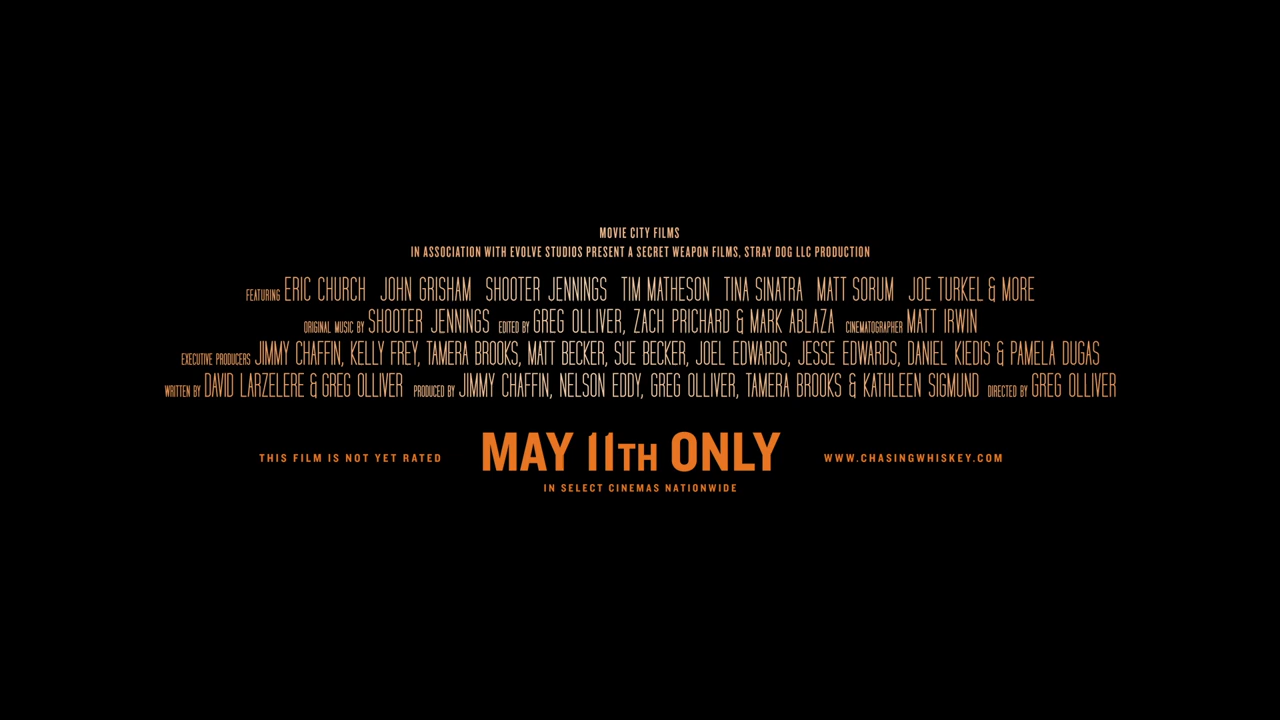 MOVIE CITY FILMS
IN ASSOCIATION WITH EVOLVE STUDIOS PRESENT A SECRET WEAPON FILMS, STRAY DOG LLC PRODUCTION
FEATURING ERIC CHURCH JOHN GRISHAM SHOOTER JENNINGS TIM MATHESON TINA SINATRA MATT SORUM JOE TURKEL & MORE
ORIGINAL MUSIC BY SHOOTER JENNINGS EDITED BY GREG OLLIVER, ZACH PRICHARD & MARK ABLAZA CINEMATOGRAPHER MATT IRWIN
EXECUTIVE PRODUCERS JIMMY CHAFFIN, KELLY FREY, TAMERA BROOKS, MATT BECKER, SUE BECKER, JOEL EDWARDS, JESSE EDWARDS, DANIEL KIEDIS & PAMELA DUGAS
WRITTEN BY DAVID LARZELERE & GREG OLLIVER PRODUCED BY JIMMY CHAFFIN, NELSON EDDY, GREG OLLIVER, TAMERA BROOKS & KATHLEEN SIGMUND DIRECTED BY GREG OLLIVER
THIS FILM IS NOT YET RATED
MAY 11TH ONLY
WWW.CHASINGWHISKEY.COM
IN SELECT CINEMAS NATIONWIDE